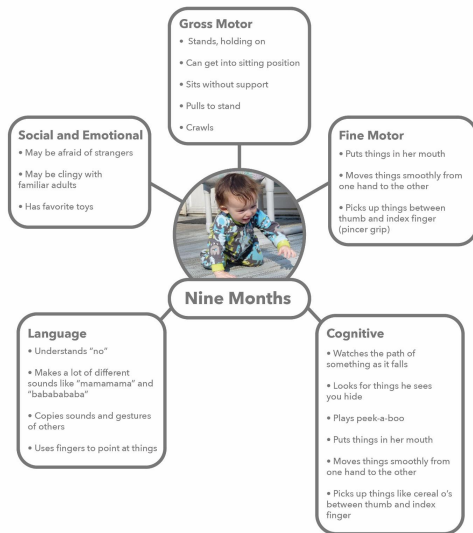 Gross Motor
• Stands, holding on
• Can get into sitting position
• Sits without support
• Pulls to stand
• Crawls
Social and Emotional
• May be afraid of strangers
• May be clingy with
familiar adults
• Has favorite toys
Fine Motor
• Puts things in her mouth
• Moves things smoothly from
one hand to the other
• Picks up things between
thumb and index finger
(pincer grip)
Nine Months
Language
• Understands “no”
• Makes a lot of different
sounds like “mamamama” and
“babababaBa”
• Copies sounds and gestures
of others
• Uses fingers to point at things
Cognitive
• Watches the path of
something as it falls
• Looks for things he sees
you hide
• Plays peek-a-boo
• Puts things in her mouth
• Moves things smoothly from
one hand to the other
• Picks up things like cereal o’s
between thumb and index
finger